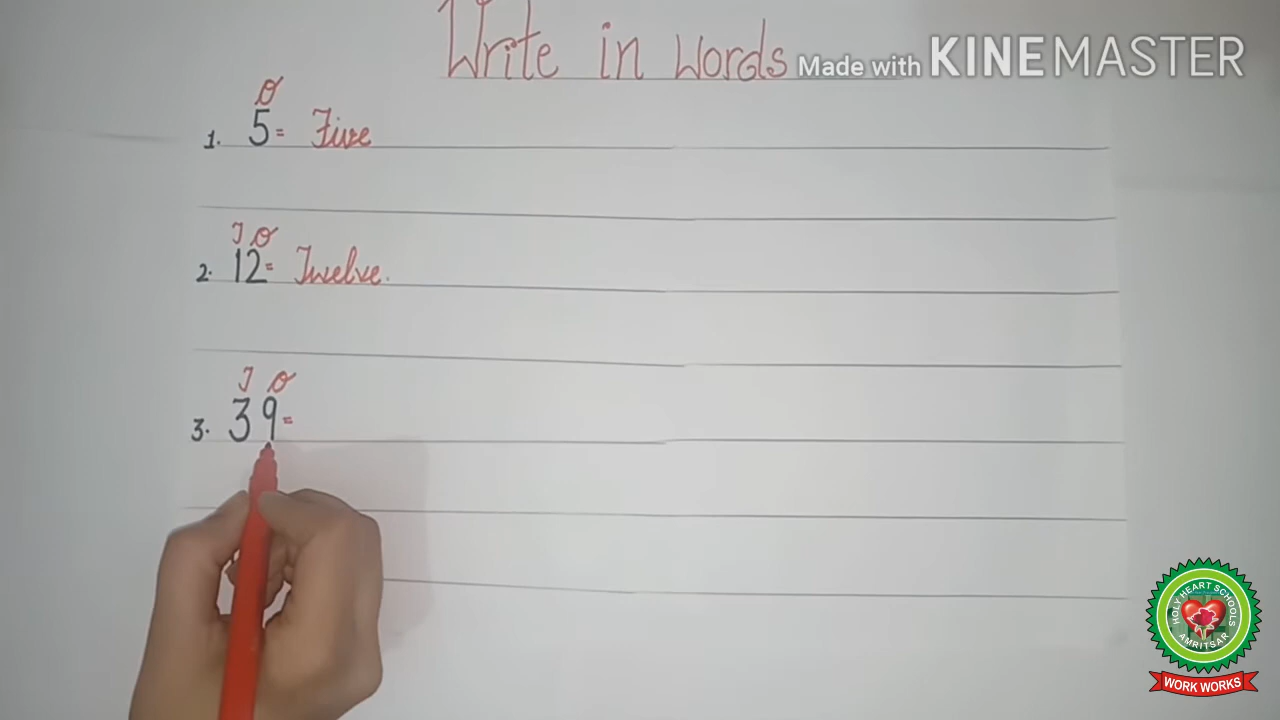 Write in Words
Made with KINEMASTER
O
1. 5 = Five
T O
2. 12 = Twelve.
T O
3. 39 =
HOLY HEART SCHOOLS
AMRITSAR
WORK WORKS